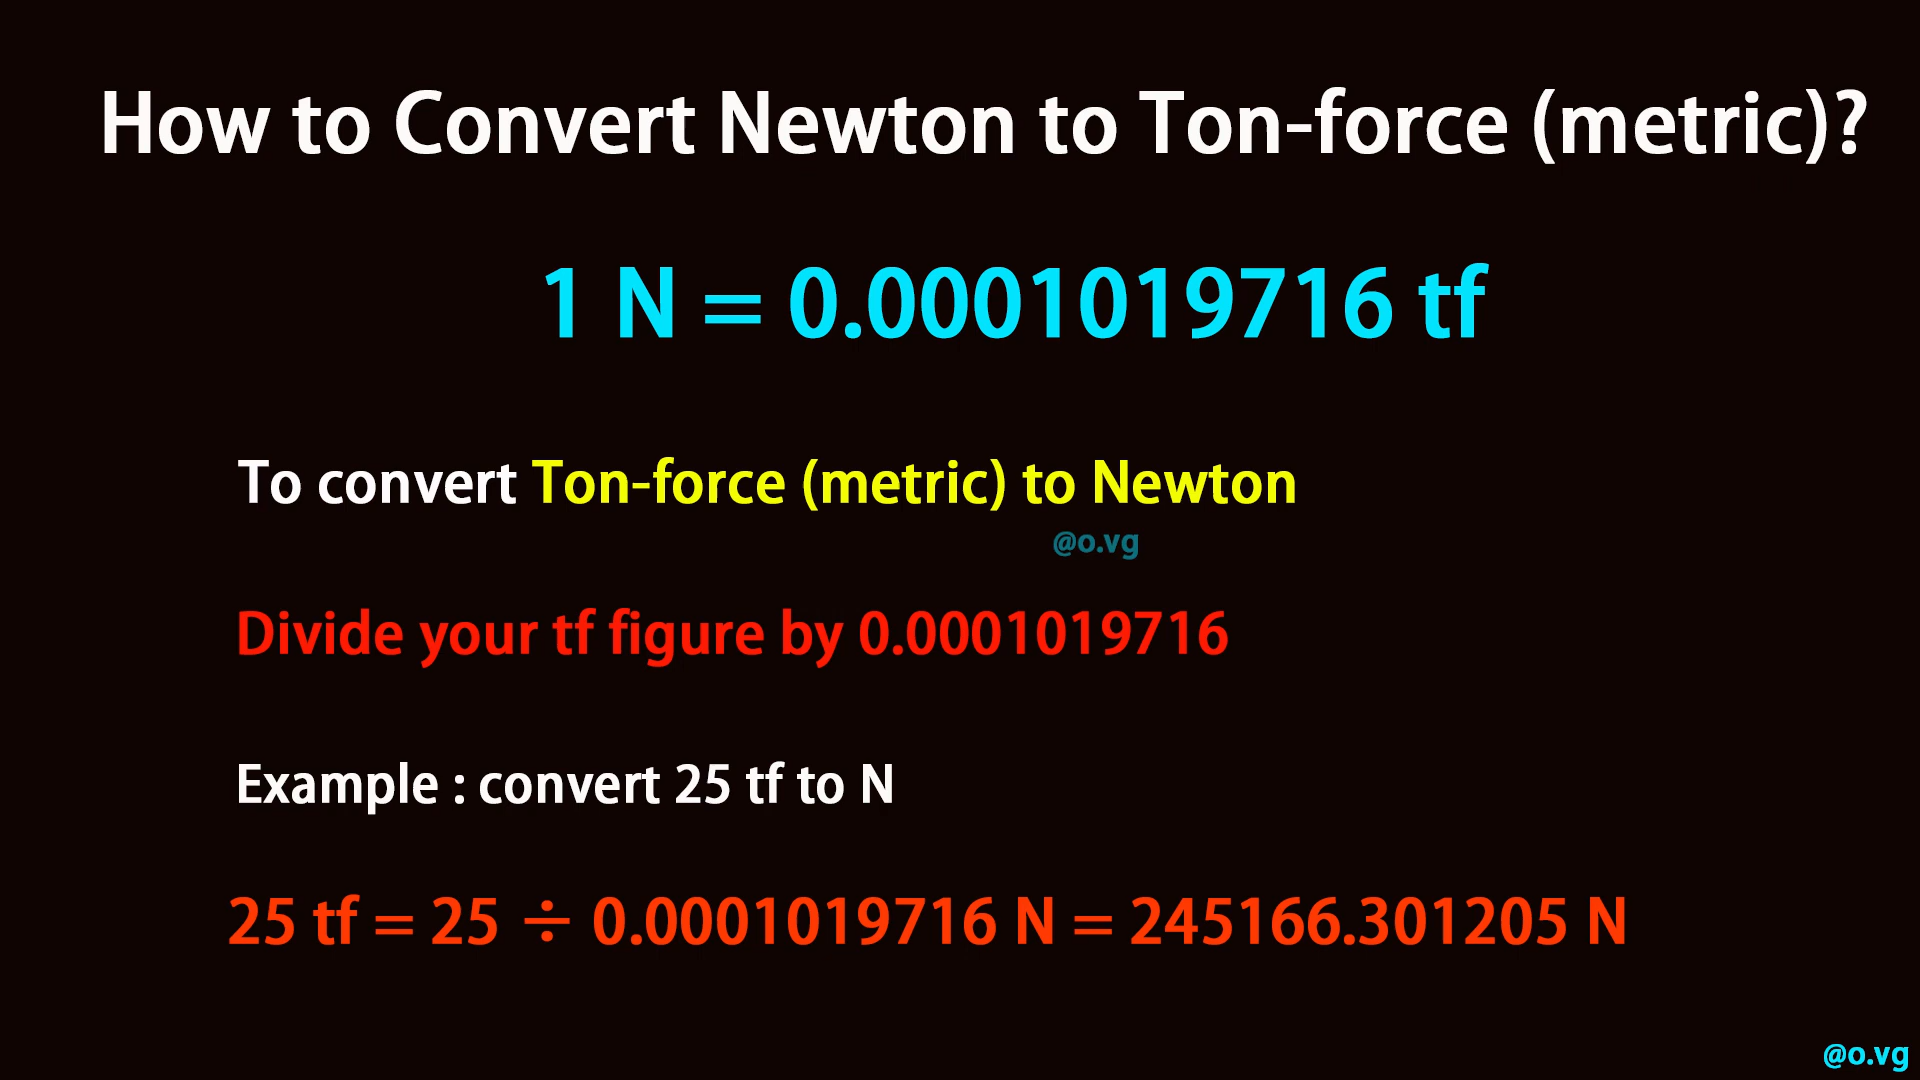 How to Convert Newton to Ton-force (metric)?
1 N = 0.0001019716 tf
To convert Ton-force (metric) to Newton
@o.vg
Divide your tf figure by 0.0001019716
Example : convert 25 tf to N
25 tf = 25 ÷ 0.0001019716 N = 245166.301205 N
@o.vg